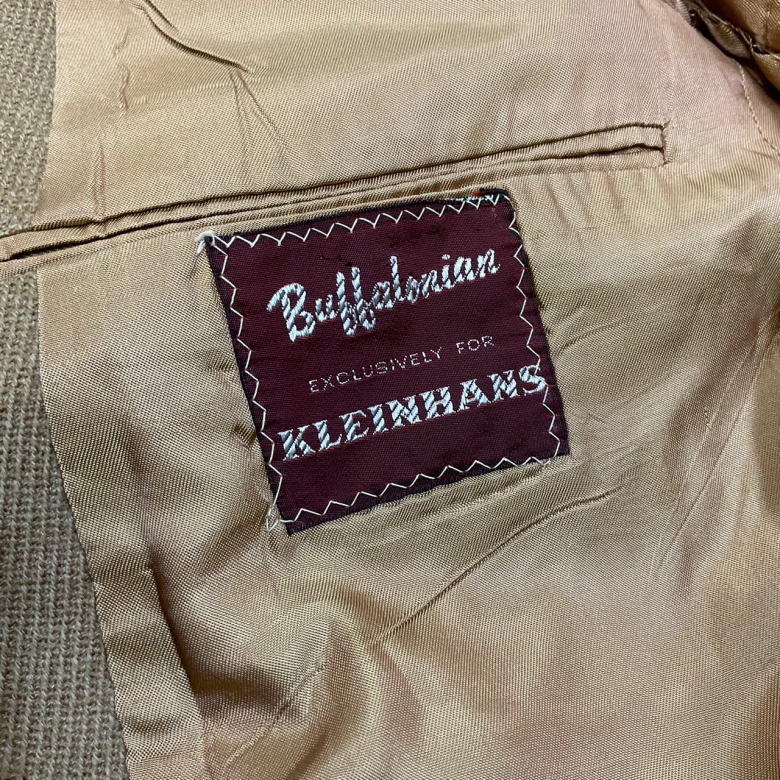 Buffalonian
EXCLUSIVELY FOR
KLEINHANS